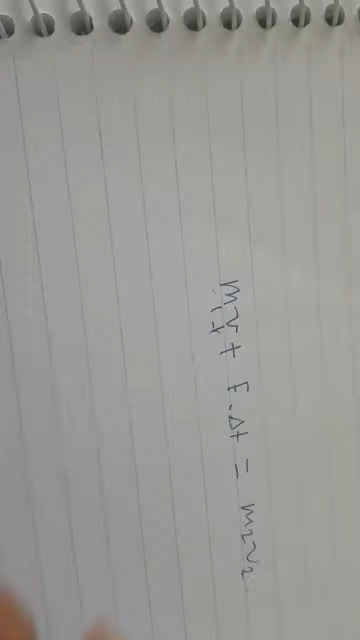 m₁v₁ + F.Δt = m₂v₂